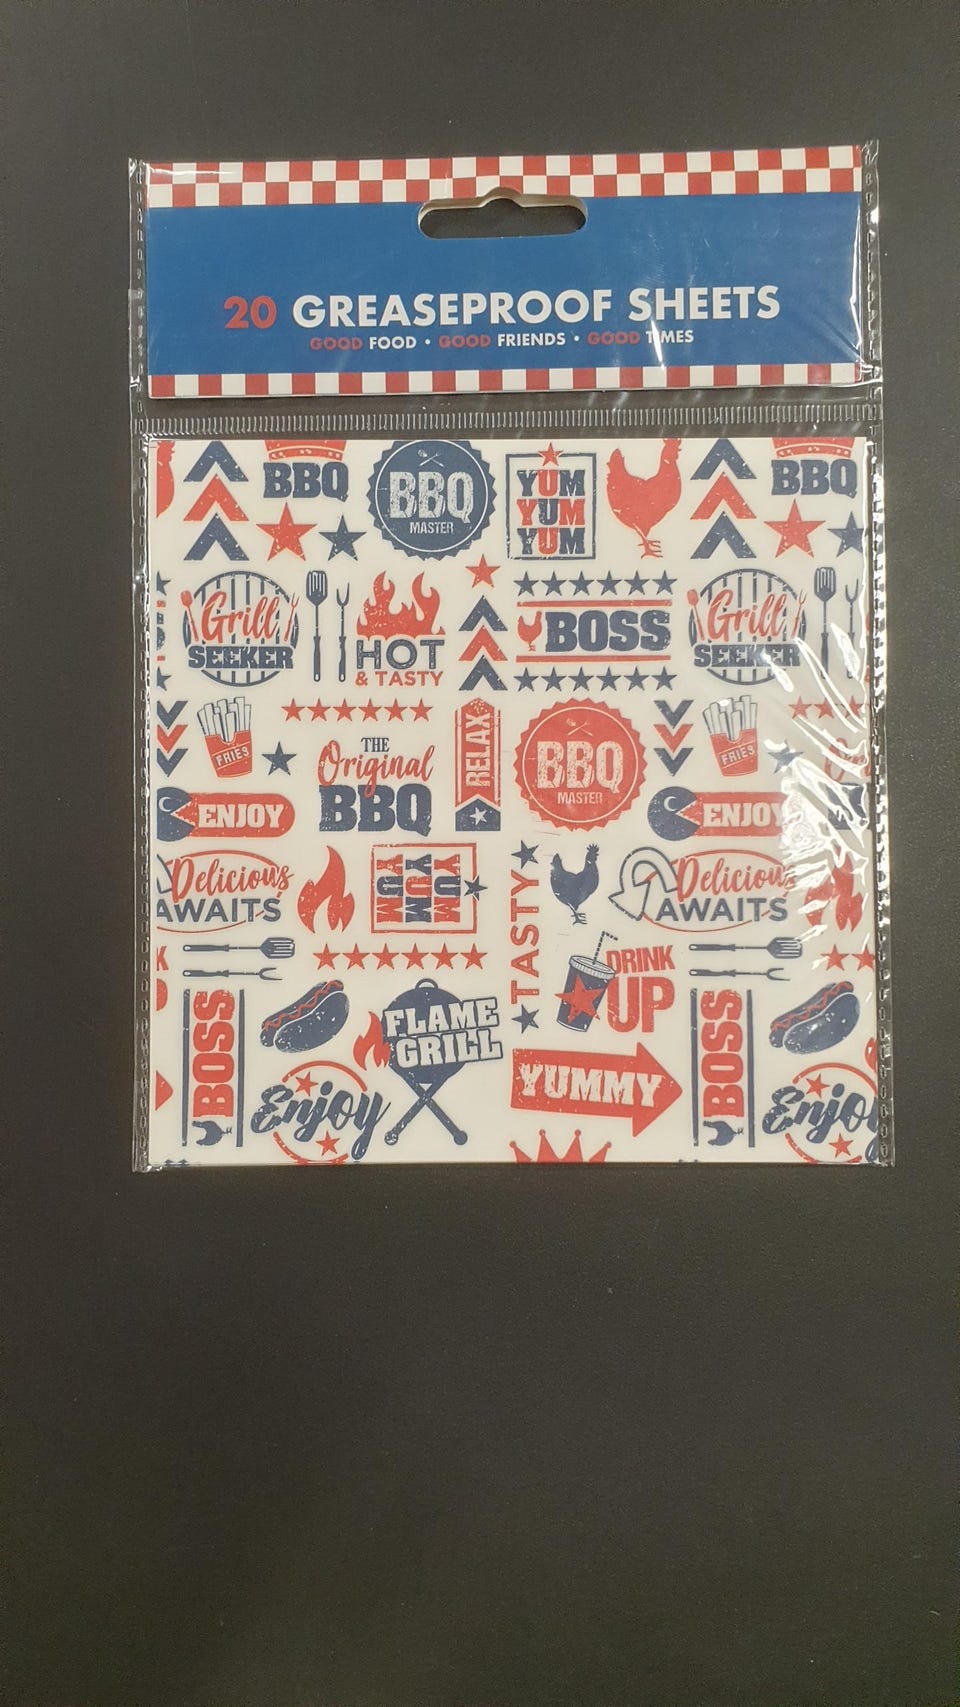 20 GREASEPROOF SHEETS
GOOD FOOD • GOOD FRIENDS • GOOD TIMES
BBQ
BBQ
MASTER
YUM
YUM
YUM
BBQ
Grill
SEEKER
HOT
& TASTY
BOSS
Grill
SEEKER
FRIES
THE
Original
BBQ
RELAX
BBQ
MASTER
FRIES
ENJOY
ENJOY
Delicious
AWAITS
YUM
YUM
YUM
TASTY
Delicious
AWAITS
DRINK
UP
BOSS
FLAME
GRILL
Enjoy
YUMMY
BOSS
Enjoy